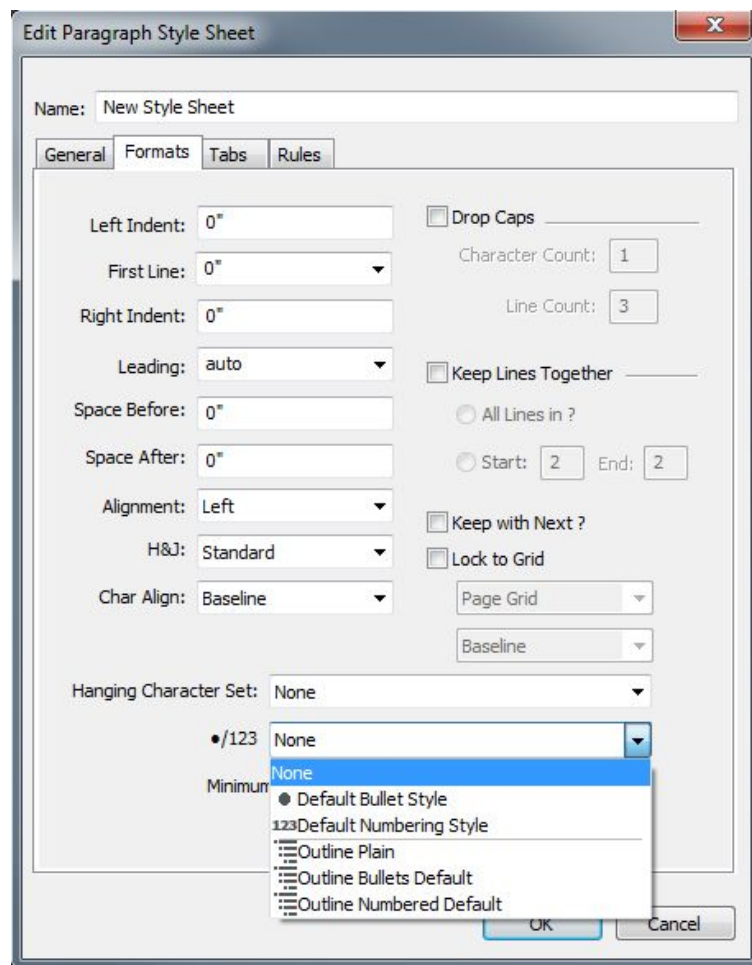 Edit Paragraph Style Sheet
Name: New Style Sheet
General Formats Tabs Rules
Left Indent: 0"
First Line: 0"
Right Indent: 0"
Leading: auto
Space Before: 0"
Space After: 0"
Alignment: Left
H&J: Standard
Char Align: Baseline
Drop Caps
Character Count: 1
Line Count: 3
Keep Lines Together
All Lines in ?
Start: 2 End: 2
Keep with Next ?
Lock to Grid
Page Grid
Baseline
Hanging Character Set: None
•/123 None
Minimum
None
Default Bullet Style
123 Default Numbering Style
Outline Plain
Outline Bullets Default
Outline Numbered Default
OK Cancel